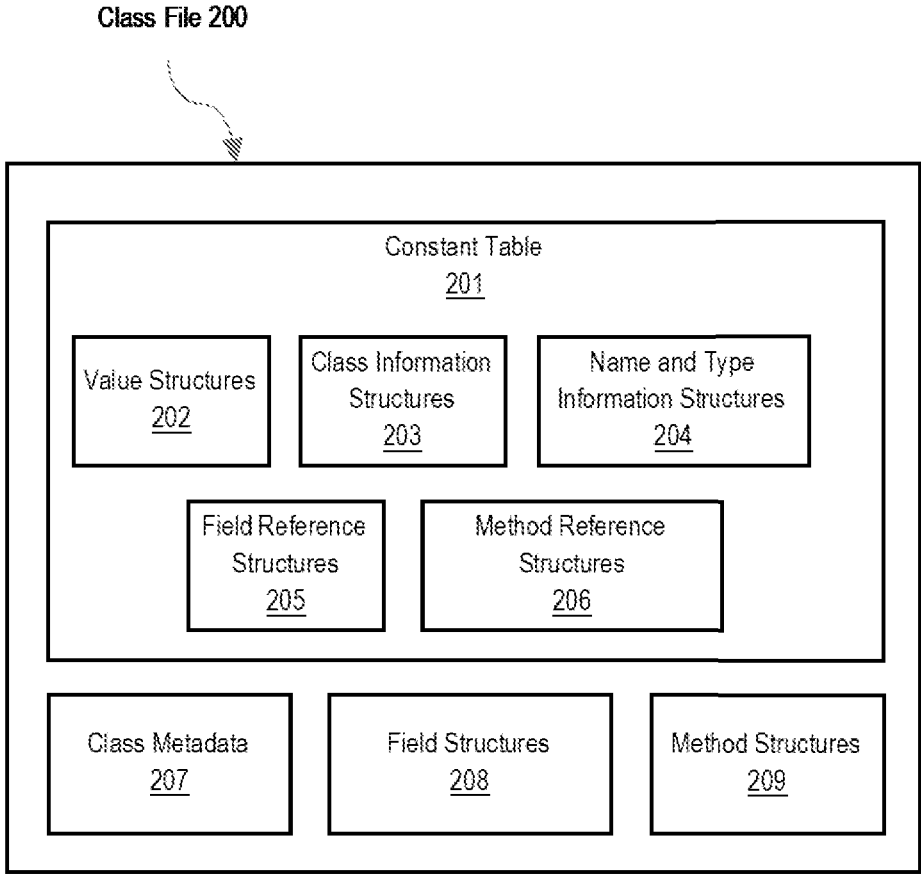 Class File 200
Constant Table
201
Value Structures
202
Class Information
Structures
203
Name and Type
Information Structures
204
Field Reference
Structures
205
Method Reference
Structures
206
Class Metadata
207
Field Structures
208
Method Structures
209